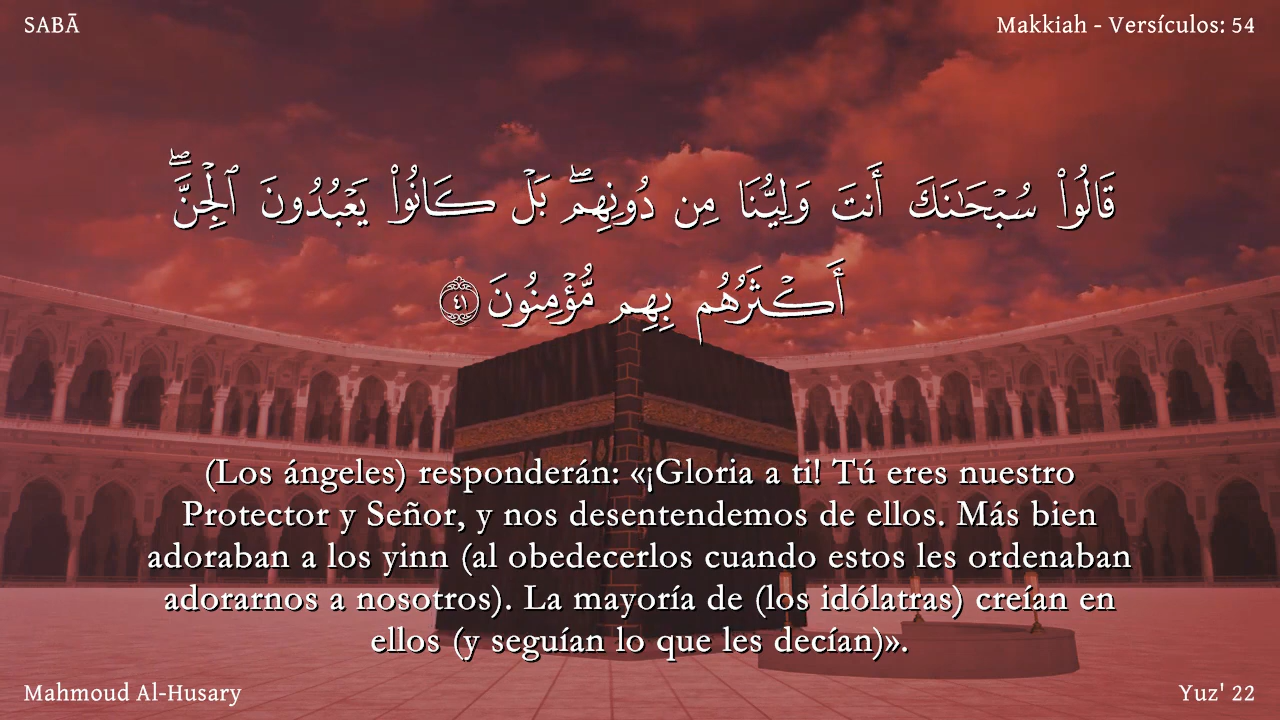 SABĀ
Makkiah - Versículos: 54
قَالُوا۟ سُبْحَـٰنَكَ أَنتَ وَلِيُّنَا مِن دُونِهِم ۖ بَلْ كَانُوا۟ يَعْبُدُونَ ٱلْجِنَّ ۖ
أَكْثَرُهُم بِهِم مُّؤْمِنُونَ ٤١
(Los ángeles) responderán: «¡Gloria a ti! Tú eres nuestro
Protector y Señor, y nos desentendemos de ellos. Más bien
adoraban a los yinn (al obedecerlos cuando estos les ordenaban
adorarnos a nosotros). La mayoría de (los idólatras) creían en
ellos (y seguían lo que les decían)».
Mahmoud Al-Husary
Yuz' 22